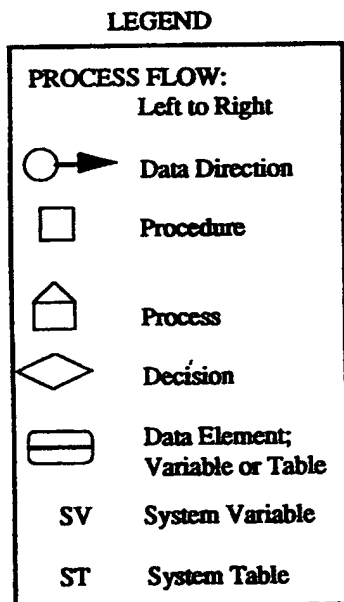 LEGEND
PROCESS FLOW:
Left to Right
Data Direction
Procedure
Process
Decision
Data Element;
Variable or Table
SV System Variable
ST System Table